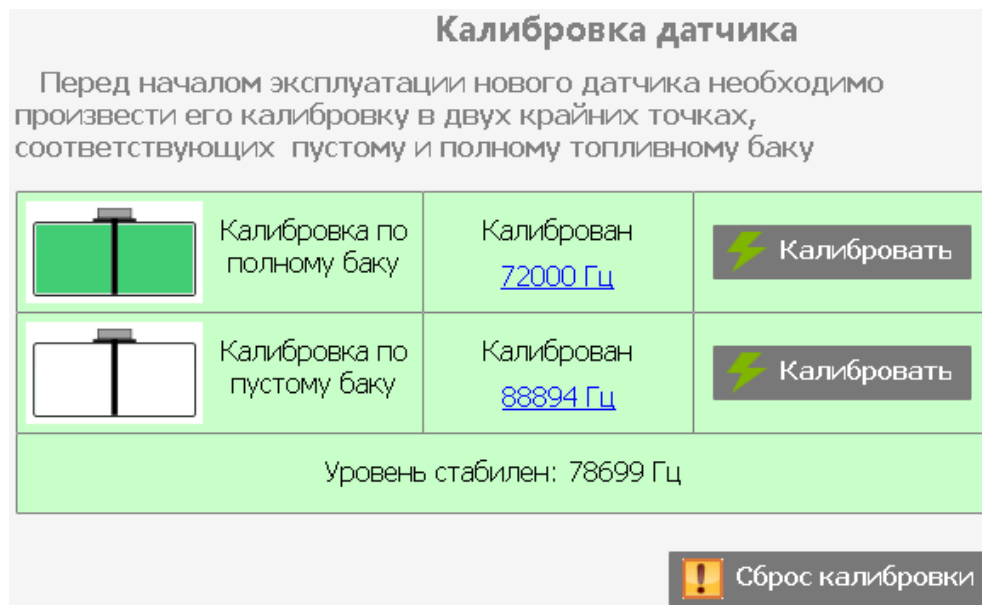 Калибровка датчика
Перед началом эксплуатации нового датчика необходимо
произвести его калибровку в двух крайних точках,
соответствующих пустому и полному топливному баку
Калибровка по
полному баку
Калиброван
72000 Гц
Калибровать
Калибровка по
пустому баку
Калиброван
88894 Гц
Калибровать
Уровень стабилен: 78699 Гц
Сброс калибровки